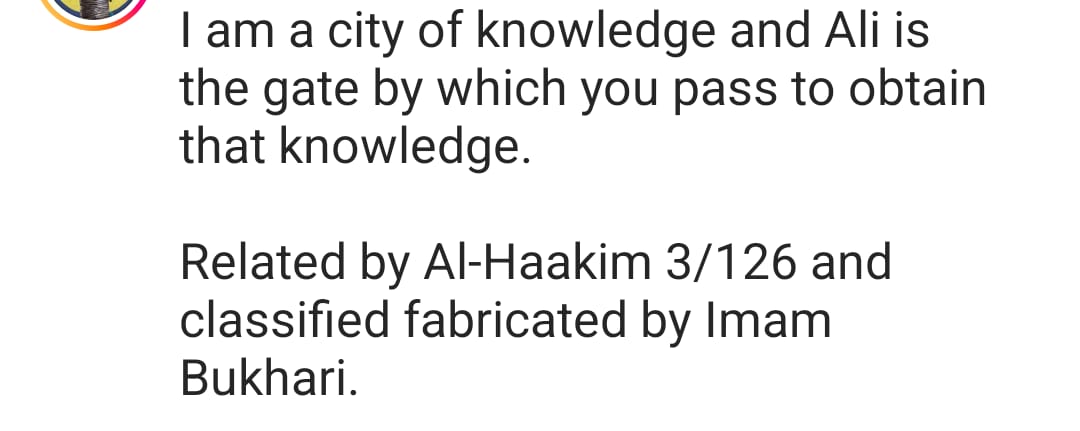 I am a city of knowledge and Ali is
the gate by which you pass to obtain
that knowledge.
Related by Al-Haakim 3/126 and
classified fabricated by Imam
Bukhari.